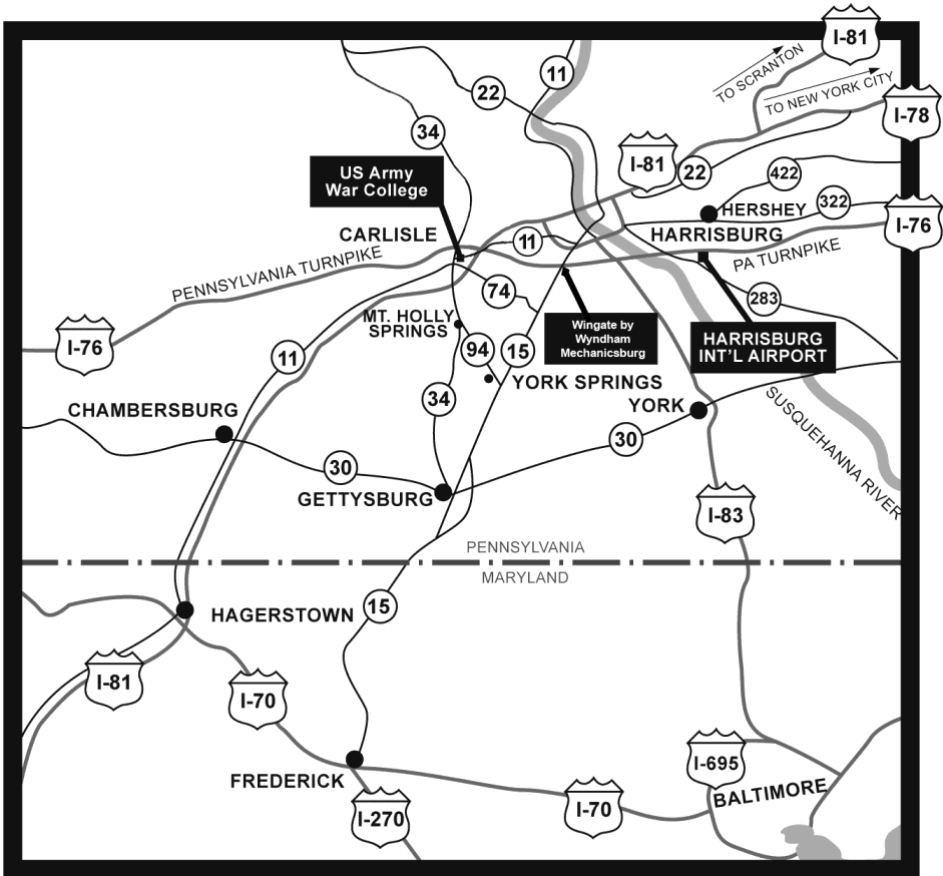 I-81
TO SCRANTON
TO NEW YORK CITY
11
22
I-78
34
I-81
22
422
US Army
War College
HERSHEY
322
I-76
CARLISLE
11
HARRISBURG
PENNSYLVANIA TURNPIKE
PA TURNPIKE
74
283
MT. HOLLY
SPRINGS
Wingate by
Wyndham
Mechanicsburg
HARRISBURG
INT'L AIRPORT
I-76
11
94
15
YORK SPRINGS
34
CHAMBERSBURG
YORK
SUSQUEHANNA RIVER
30
30
GETTYSBURG
I-83
PENNSYLVANIA
MARYLAND
15
HAGERSTOWN
I-81
I-70
I-695
FREDERICK
BALTIMORE
I-270
I-70